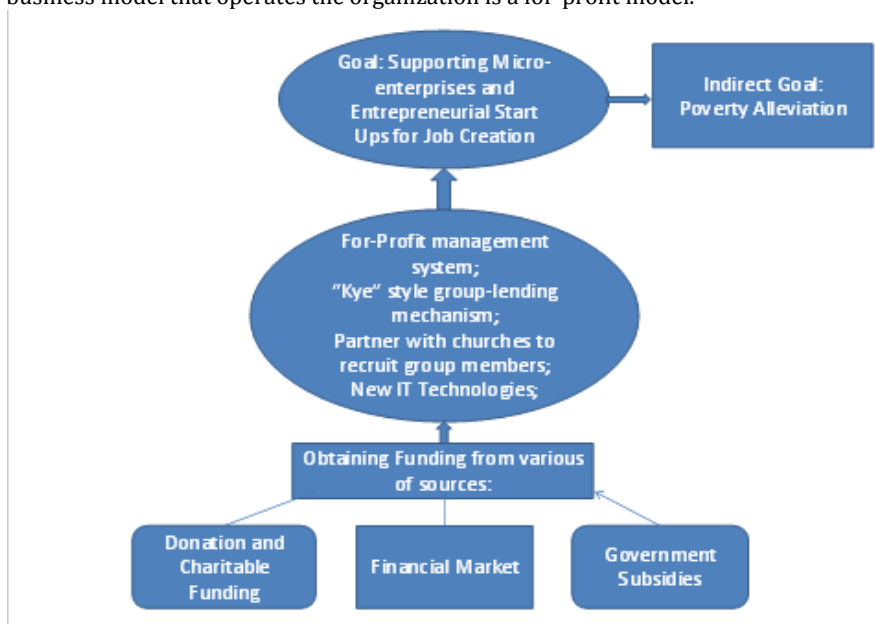 business model that operates the organization is a for-profit model.
Goal: Supporting Micro-
enterprises and
Entrepreneurial Start
Ups for Job Creation
Indirect Goal:
Poverty Alleviation
For-Profit management
system;
”Kye” style group-lending
mechanism;
Partner with churches to
recruit group members;
New IT Technologies;
Obtaining Funding from various
of sources:
Donation and
Charitable
Funding
Financial Market
Government
Subsidies